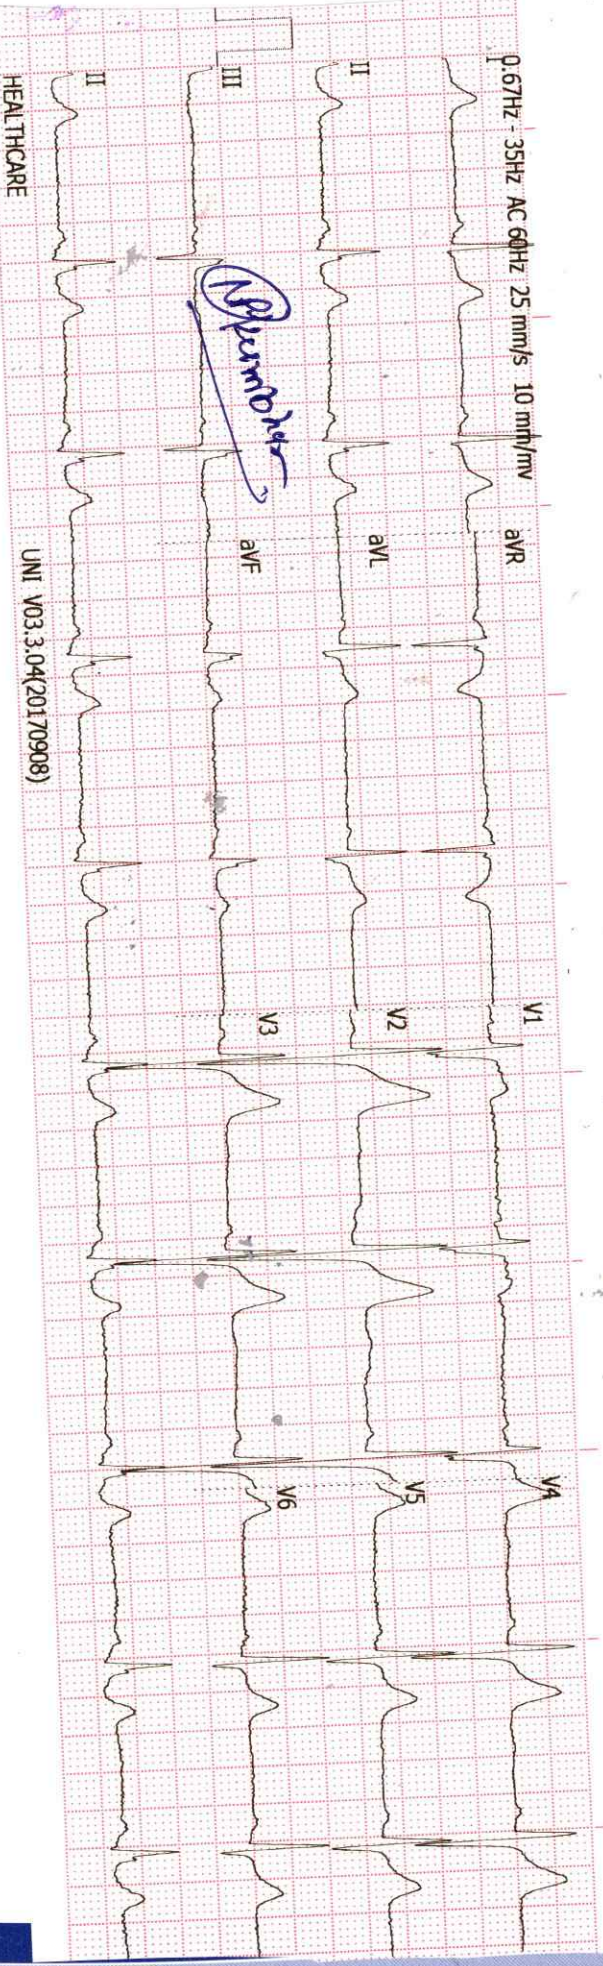 0.67Hz - 35Hz AC 60Hz 25 mm/s 10 mm/mv
I
aVR
V1
V4
II
aVL
V2
V5
III
aVF
V3
V6
II
HEALTHCARE
UNI V03.3.04(20170908)